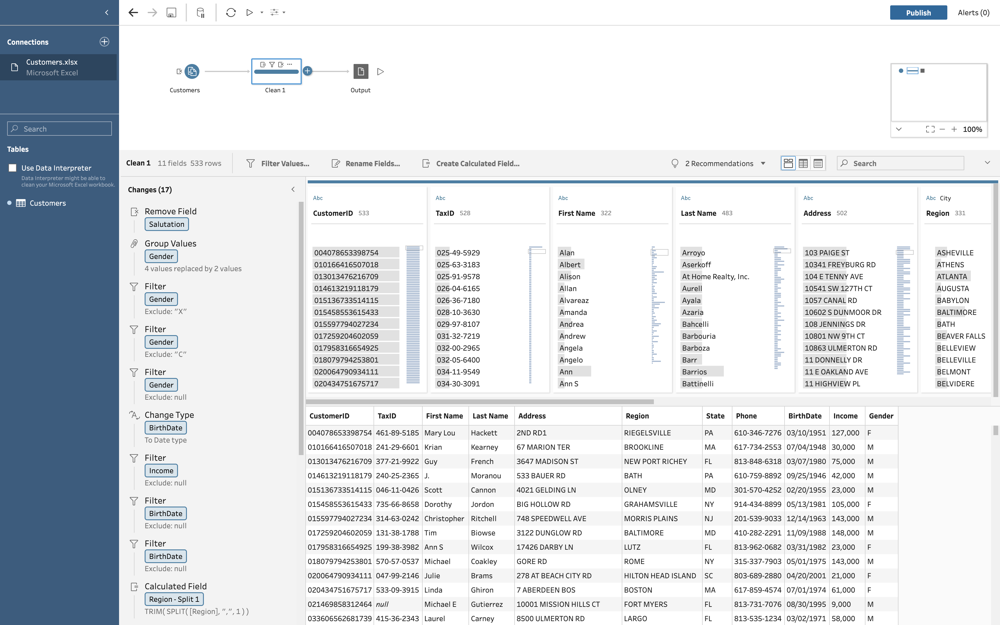 Publish
Alerts (0)
Connections
Customers.xlsx
Microsoft Excel
Customers
Clean 1
Output
100%
Search
Tables
Use Data Interpreter
Data Interpreter might be able to
clean your Microsoft Excel workbook.
Customers
Clean 1 11 fields 533 rows
Filter Values...
Rename Fields...
Create Calculated Field...
2 Recommendations
Search
Changes (17)
Remove Field
Salutation
Group Values
Gender
4 values replaced by 2 values
Filter
Gender
Exclude: "X"
Filter
Gender
Exclude: "C"
Filter
Gender
Exclude: null
Change Type
BirthDate
To Date type
Filter
Income
Exclude: null
Filter
BirthDate
Exclude: null
Filter
BirthDate
Exclude: null
Calculated Field
Region - Split 1
TRIM( SPLIT( [Region], ",", 1 ) )
Abc
CustomerID 533
004078653398754
010166416507018
013013476216709
014613219118179
015136733514115
015458553615433
015597794027234
017259204602059
017958316654925
018079794253801
020064790934111
020434751675717
Abc
TaxID 528
025-49-5929
025-63-3183
025-91-9578
026-04-6165
026-36-7180
028-10-3630
029-97-8107
031-32-7219
032-00-2965
032-05-6400
034-11-9549
034-30-3091
Abc
First Name 322
Alan
Albert
Alison
Allan
Alvareaz
Amanda
Andrea
Andrew
Angela
Angelo
Ann
Ann S
Abc
Last Name 483
Arroyo
Aserkoff
At Home Realty, Inc.
Aurell
Ayala
Azaria
Bahcelli
Barbouria
Barboza
Barr
Barrios
Battinelli
Abc
Address 502
103 PAIGE ST
10341 FREYBURG RD
104 E TENNY AVE
10541 SW 127TH CT
1057 CANAL RD
10602 S DUNMOOR DR
108 JENNINGS DR
10801 NW 9TH CT
10863 ULMERTON RD
11 DONNELLY DR
11 E OAKLAND AVE
11 HIGHVIEW PL
Abc City
Region 331
ASHEVILLE
ATHENS
ATLANTA
AUGUSTA
BABYLON
BALTIMORE
BATH
BEAVER FALLS
BELLEVIEW
BELLEVILLE
BELMONT
BELVIDERE
CustomerID TaxID First Name Last Name Address Region State Phone BirthDate Income Gender
004078653398754 461-89-5185 Mary Lou Hackett 2ND RD1 RIEGELSVILLE PA 610-346-7276 03/10/1951 127,000 F
010166416507018 241-29-6601 Krian Kearney 67 MARION TER BROOKLINE MA 617-734-2553 07/04/1948 30,000 M
013013476216709 377-21-9922 Guy French 3647 MADISON ST NEW PORT RICHEY FL 813-848-6318 03/07/1980 75,000 M
014613219118179 240-25-2365 J. Moranou 533 BAUER RD BATH PA 610-759-8892 09/25/1946 42,000 M
015136733514115 046-11-0426 Scott Cannon 4021 GELDING LN OLNEY MD 301-570-4252 02/20/1955 23,000 M
015458553615433 735-66-8658 Dorothy Jordon BIG HOLLOW RD GRAHAMSVILLE NY 914-434-8899 05/13/1981 105,000 F
015597794027234 314-63-0242 Christopher Ritchell 748 SPEEDWELL AVE MORRIS PLAINS NJ 201-539-9033 12/14/1963 143,000 M
017259204602059 131-38-1788 Tim Biowse 3122 DUNGLOW RD BALTIMORE MD 410-282-2291 11/09/1988 148,000 M
017958316654925 199-38-3982 Ann S Wilcox 17426 DARBY LN LUTZ FL 813-962-0682 03/31/1982 23,000 F
018079794253801 570-57-0537 Michael Coakley GORE RD ROME NY 315-337-7903 05/01/1975 143,000 M
020064790934111 047-99-2146 Julie Brams 278 AT BEACH CITY RD HILTON HEAD ISLAND SC 803-689-2880 04/20/2001 21,000 F
020434751675717 533-09-3915 Linda Ghiron 7 ABERDEEN BOS BOSTON MA 617-859-4574 07/01/1974 61,000 F
021469858312464 null Michael E Gutierrez 10001 MISSION HILLS CT FORT MYERS FL 813-731-7076 08/30/1995 9,000 M
033606562681739 415-36-2343 Laurel Carney 8500 ULMERTON RD LARGO FL 813-535-1234 03/02/1971 58,000 M